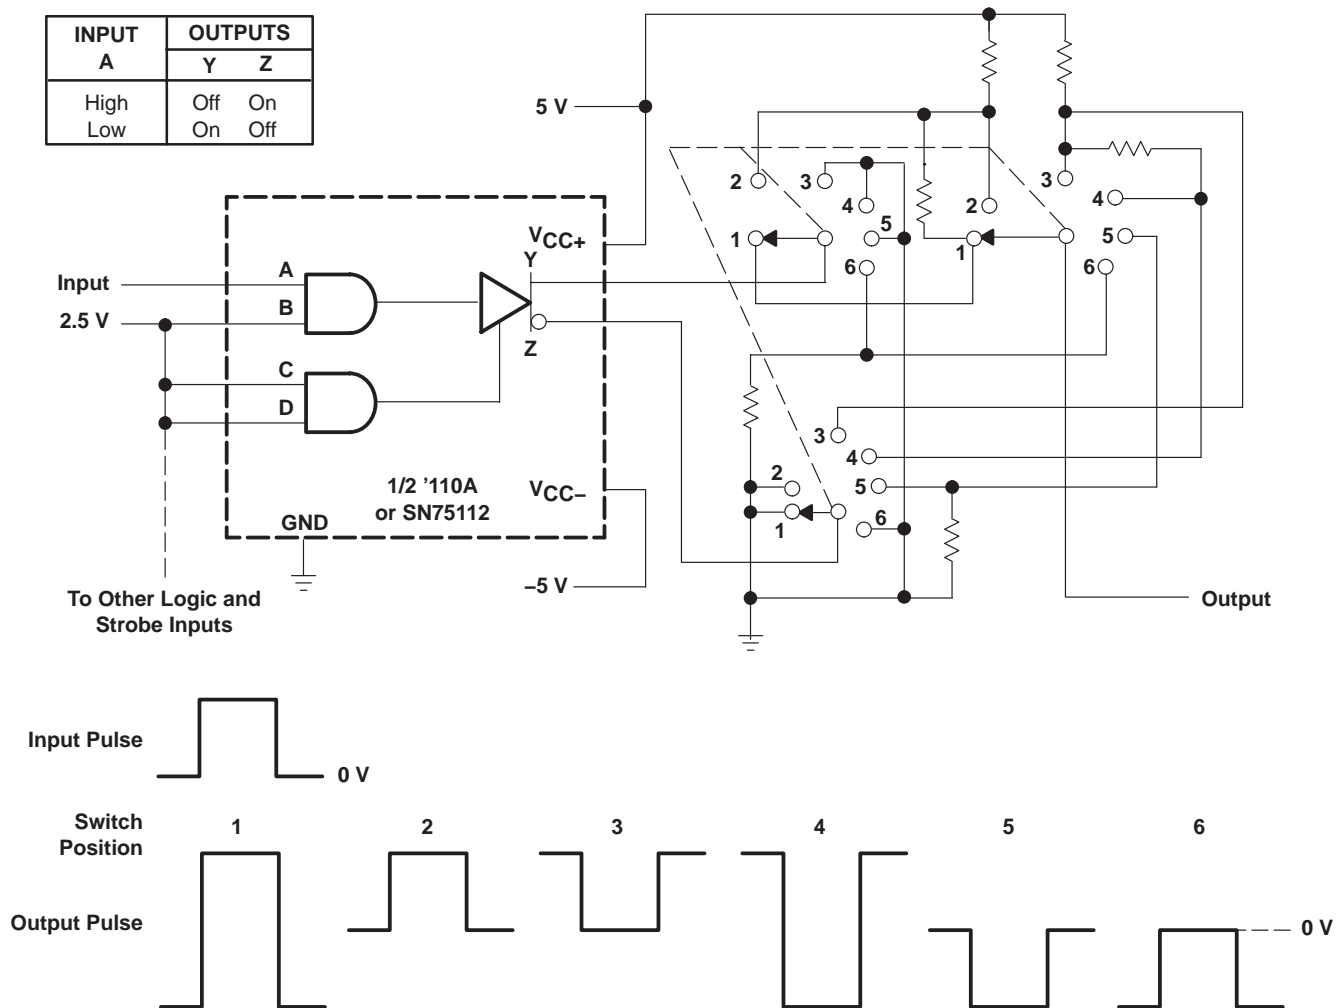 INPUT OUTPUTS
A Y Z
High Off On
Low On Off
5 V
2 3 4 5 1 6
2 1 3 4 5 6
VCC+
Y
Input
A
2.5 V
B
Z
C
D
3
4
2 5
1 6
1/2 '110A
or SN75112
VCC–
GND
–5 V
To Other Logic and
Strobe Inputs
Output
Input Pulse
0 V
Switch
Position
1 2 3 4 5 6
Output Pulse
0 V